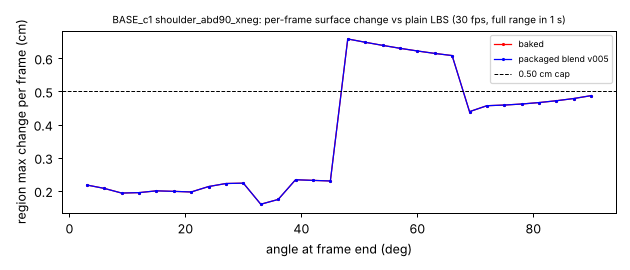 BASE_c1 shoulder_abd90_xneg: per-frame surface change vs plain LBS (30 fps, full range in 1 s)
region max change per frame (cm)
0.6
0.5
0.4
0.3
0.2
baked
packaged blend v005
0.50 cm cap
0 20 40 60 80
angle at frame end (deg)